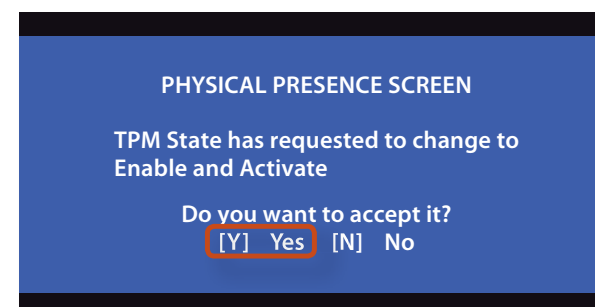 PHYSICAL PRESENCE SCREEN
TPM State has requested to change to
Enable and Activate
Do you want to accept it?
[Y] Yes [N] No